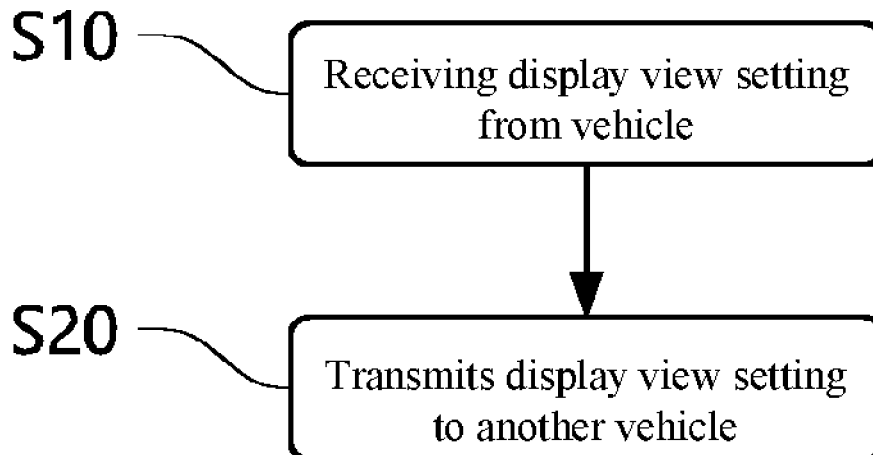 S10
Receiving display view setting
from vehicle
S20
Transmits display view setting
to another vehicle